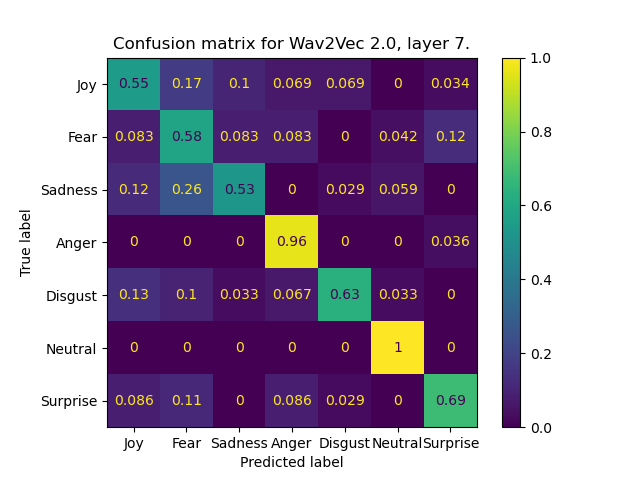 Confusion matrix for Wav2Vec 2.0, layer 7.
True label
Joy 0.55 0.17 0.1 0.069 0.069 0 0.034
Fear 0.083 0.58 0.083 0.083 0 0.042 0.12
Sadness 0.12 0.26 0.53 0 0.029 0.059 0
Anger 0 0 0 0.96 0 0 0.036
Disgust 0.13 0.1 0.033 0.067 0.63 0.033 0
Neutral 0 0 0 0 0 1 0
Surprise 0.086 0.11 0 0.086 0.029 0 0.69
Joy Fear Sadness Anger Disgust Neutral Surprise
Predicted label
1.0
0.8
0.6
0.4
0.2
0.0